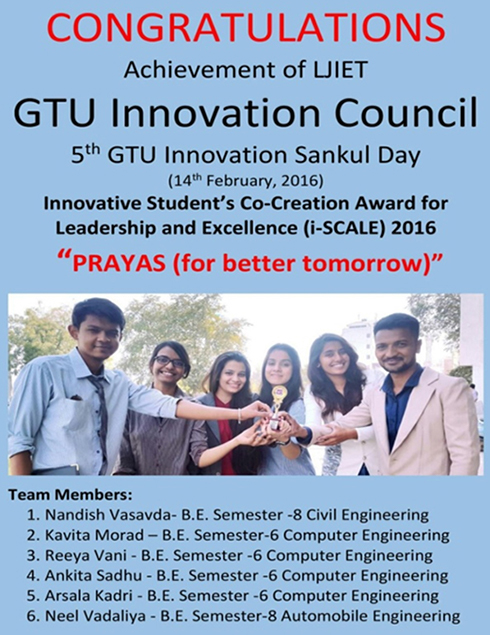 CONGRATULATIONS
Achievement of LJIET
GTU Innovation Council
5th GTU Innovation Sankul Day
(14th February, 2016)
Innovative Student's Co-Creation Award for
Leadership and Excellence (i-SCALE) 2016
“PRAYAS (for better tomorrow)”
Team Members:
1. Nandish Vasavda- B.E. Semester -8 Civil Engineering
2. Kavita Morad – B.E. Semester-6 Computer Engineering
3. Reeya Vani - B.E. Semester -6 Computer Engineering
4. Ankita Sadhu - B.E. Semester -6 Computer Engineering
5. Arsala Kadri - B.E. Semester -6 Computer Engineering
6. Neel Vadaliya - B.E. Semester-8 Automobile Engineering